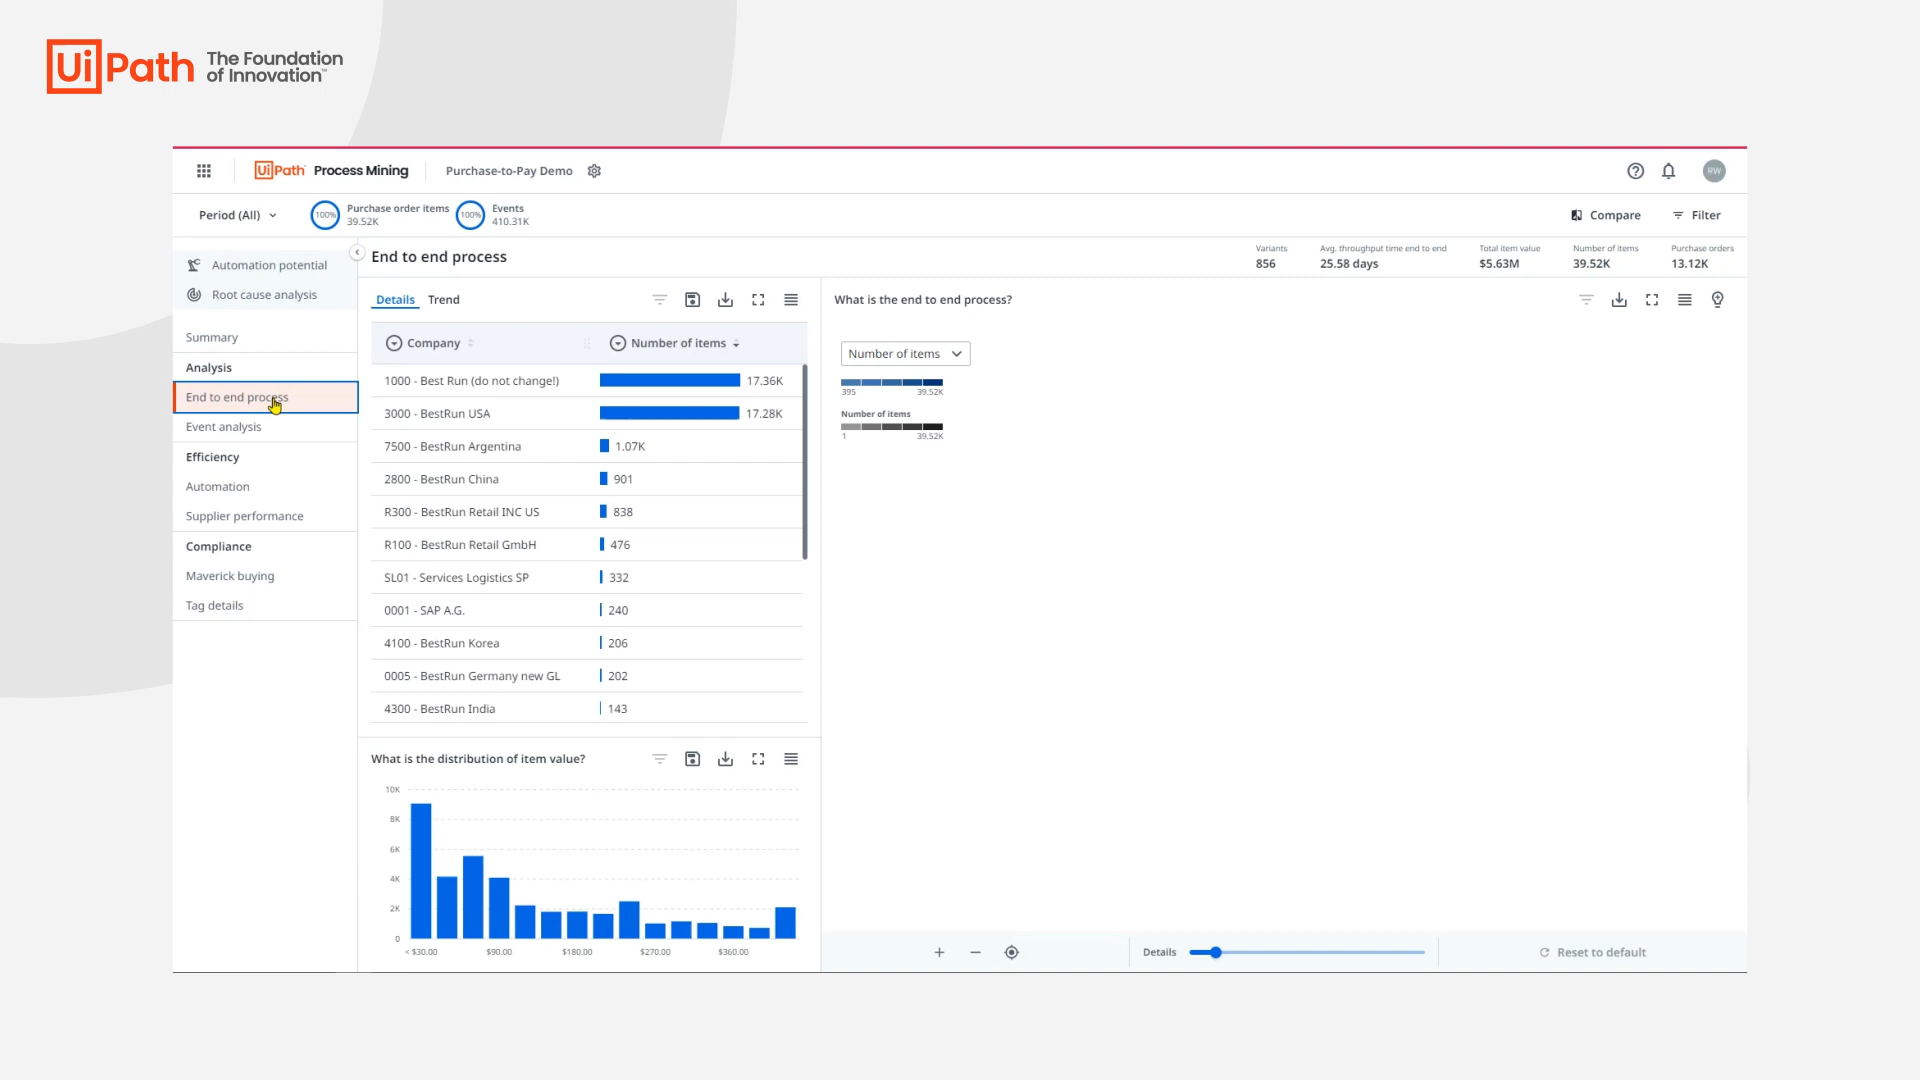 UiPath The Foundation
of Innovation™
UiPath Process Mining
Purchase-to-Pay Demo
RW
Period (All)
100%
Purchase order items
39.52K
100%
Events
410.31K
Compare
Filter
Automation potential
Root cause analysis
Summary
Analysis
End to end process
Event analysis
Efficiency
Automation
Supplier performance
Compliance
Maverick buying
Tag details
End to end process
Variants
856
Avg. throughput time end to end
25.58 days
Total item value
$5.63M
Number of items
39.52K
Purchase orders
13.12K
Details Trend
Company Number of items
1000 - Best Run (do not change!) 17.36K
3000 - BestRun USA 17.28K
7500 - BestRun Argentina 1.07K
2800 - BestRun China 901
R300 - BestRun Retail INC US 838
R100 - BestRun Retail GmbH 476
SL01 - Services Logistics SP 332
0001 - SAP A.G. 240
4100 - BestRun Korea 206
0005 - BestRun Germany new GL 202
4300 - BestRun India 143
What is the distribution of item value?
10K
8K
6K
4K
2K
0
< $30.00 $90.00 $180.00 $270.00 $360.00
What is the end to end process?
Number of items
395 39.52K
Number of items
1 39.52K
Details
Reset to default